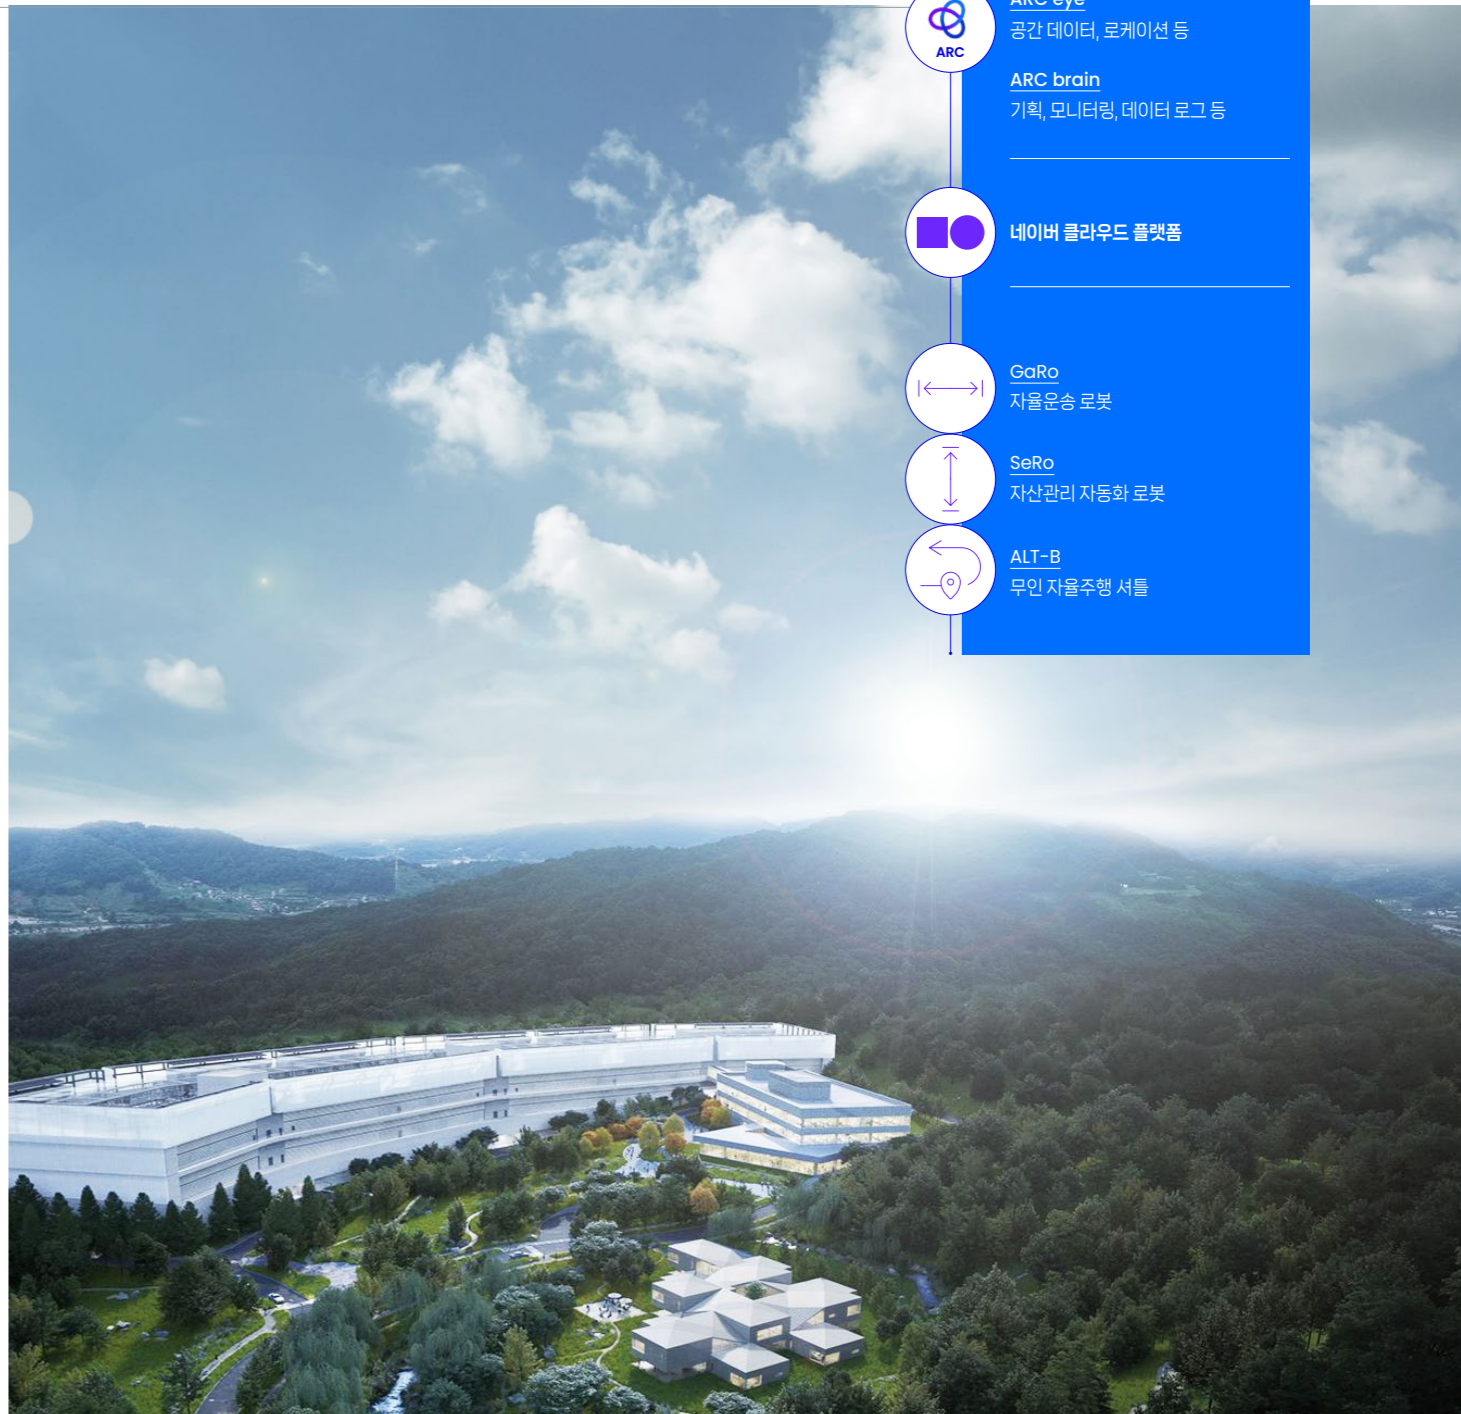 ARC eye
공간 데이터, 로케이션 등
ARC
ARC brain
기획, 모니터링, 데이터 로그 등
네이버 클라우드 플랫폼
GaRo
자율운송 로봇
SeRo
자산관리 자동화 로봇
ALT-B
무인 자율주행 셔틀